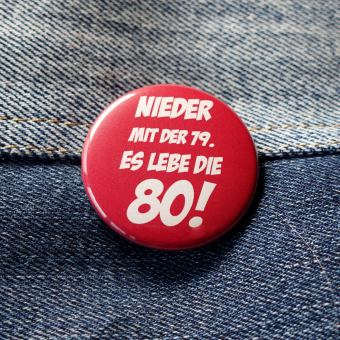 NIEDER
MIT DER 79.
ES LEBE DIE
80!